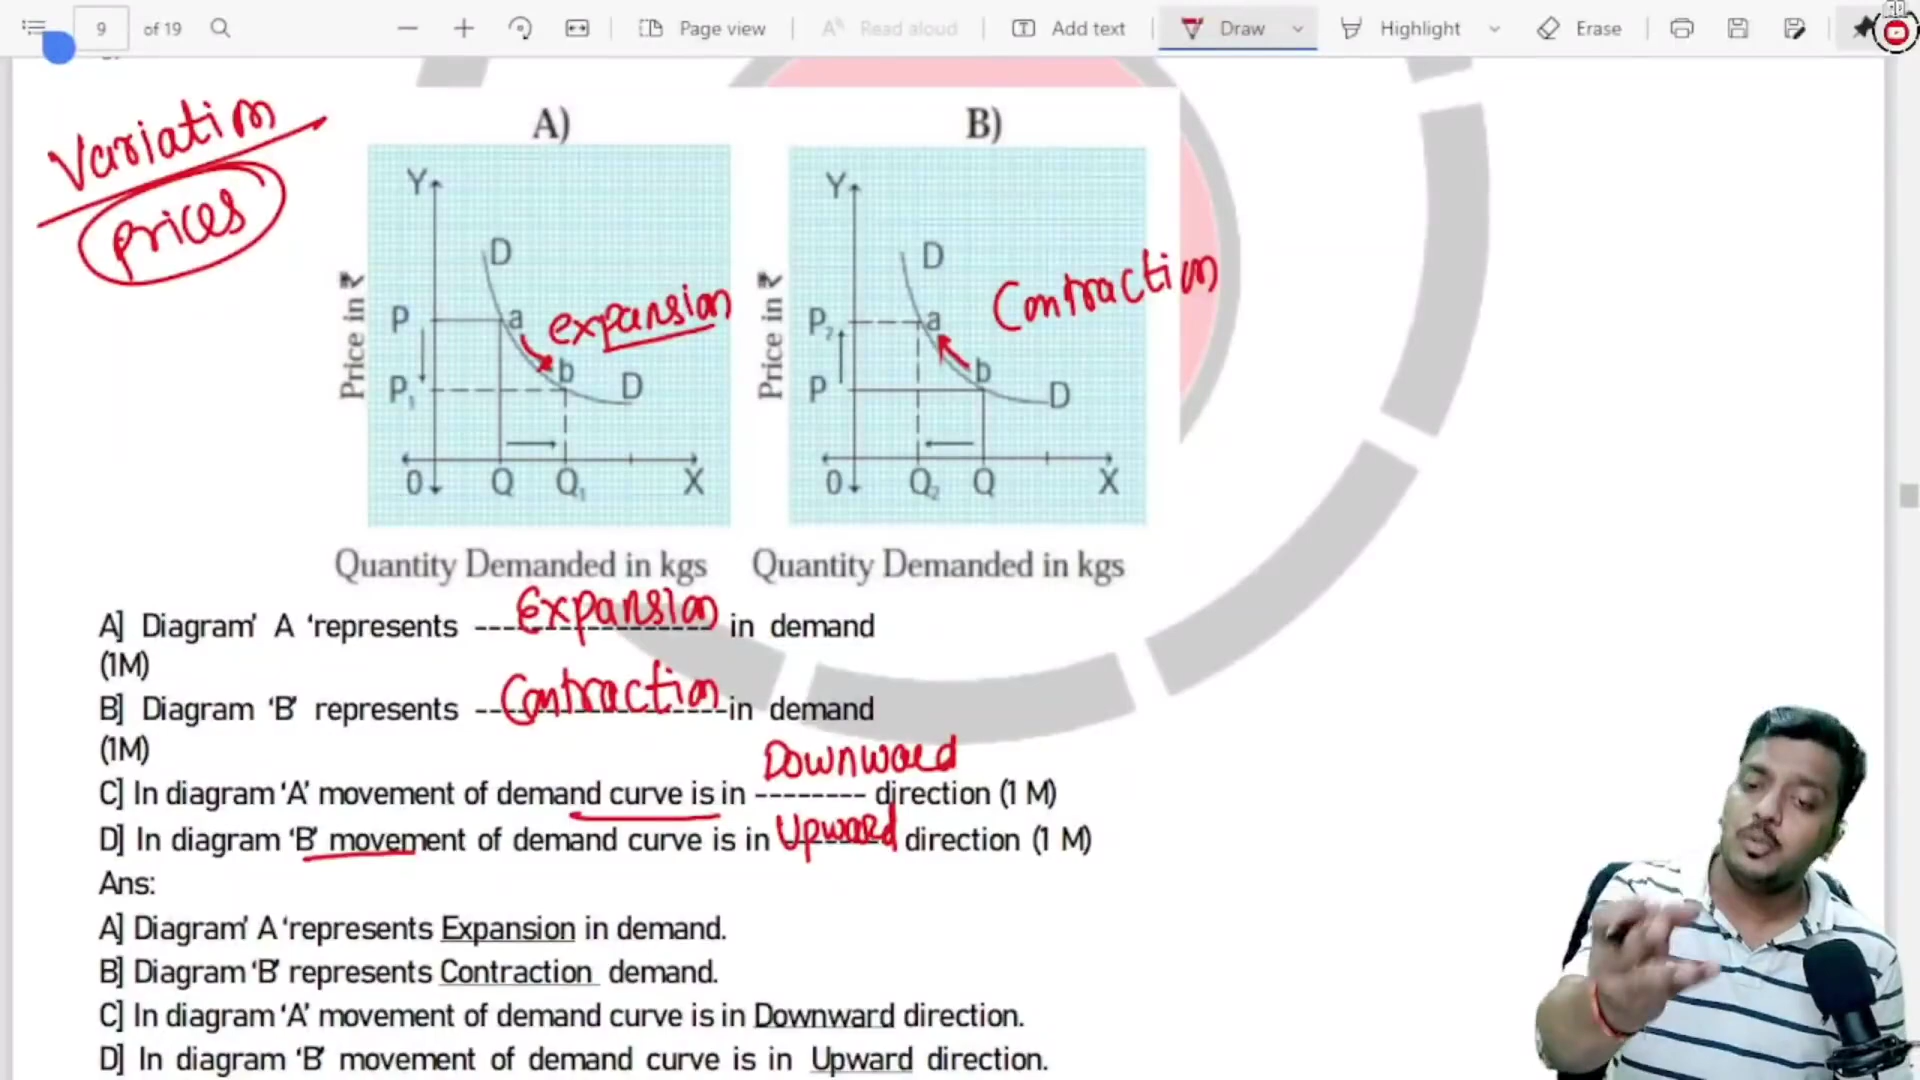 9 of 19 Page view Read aloud Add text Draw Highlight Erase
Variation
prices
A)
Y
D
P
a
expansion
b
P1
D
0 Q Q1 X
Price in ₹
Quantity Demanded in kgs
B)
Y
D
Contraction
P2
a
b
P
D
0 Q2 Q X
Price in ₹
Quantity Demanded in kgs
A] Diagram' A 'represents ------------------ in demand
Expansion
(1M)
B] Diagram 'B' represents ------------------in demand
Contraction
(1M)
Downward
C] In diagram 'A' movement of demand curve is in --------- direction (1 M)
D] In diagram 'B' movement of demand curve is in Upward direction (1 M)
Ans:
A] Diagram' A 'represents Expansion in demand.
B] Diagram 'B' represents Contraction demand.
C] In diagram 'A' movement of demand curve is in Downward direction.
D] In diagram 'B' movement of demand curve is in Upward direction.